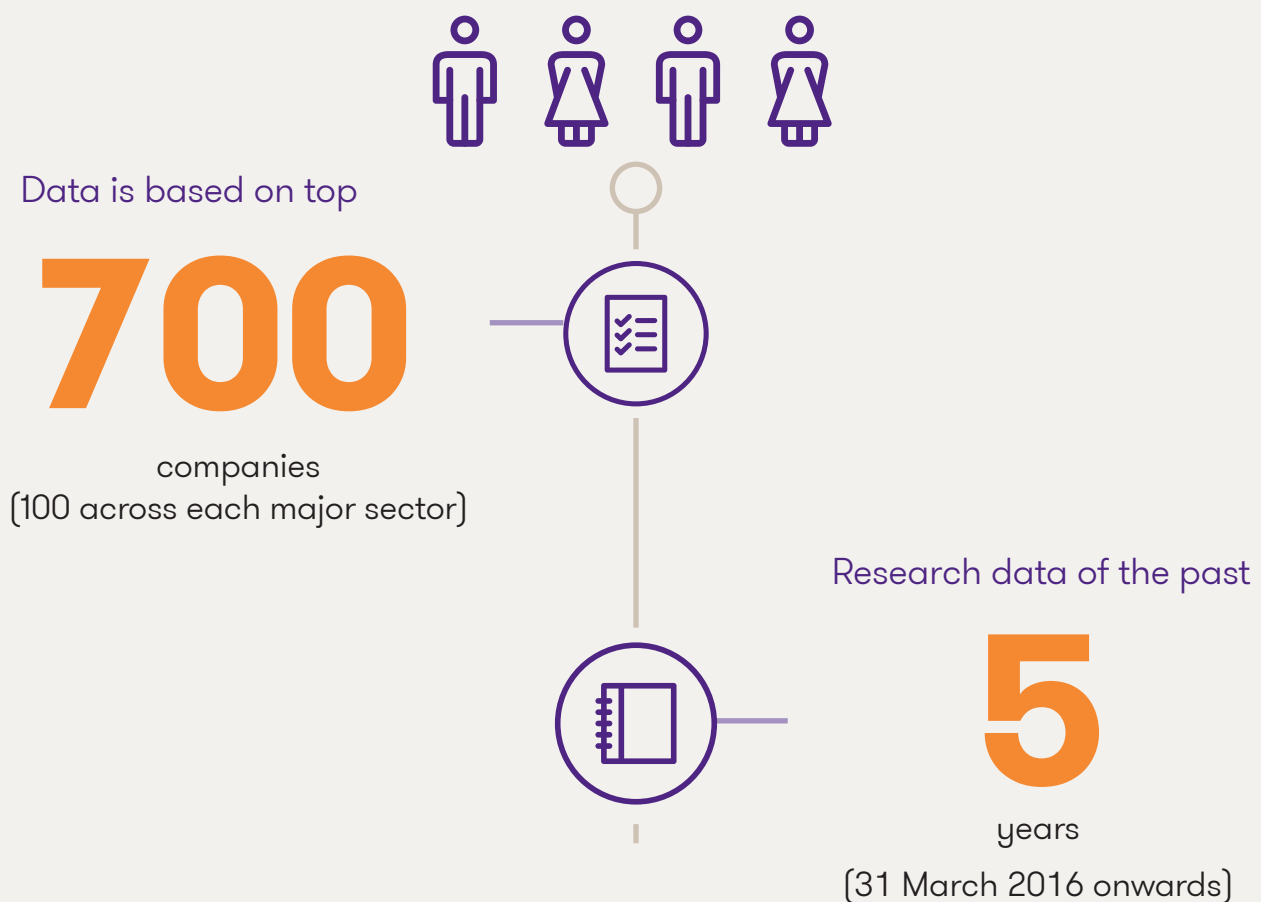 Data is based on top
700
companies
(100 across each major sector)
Research data of the past
5
years
(31 March 2016 onwards)